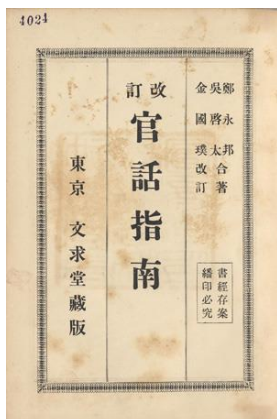 4024
鄭永邦
吳啓太合著
金國璞改訂
書經存案
繙印必究
改訂
官話指南
東京 文求堂藏版